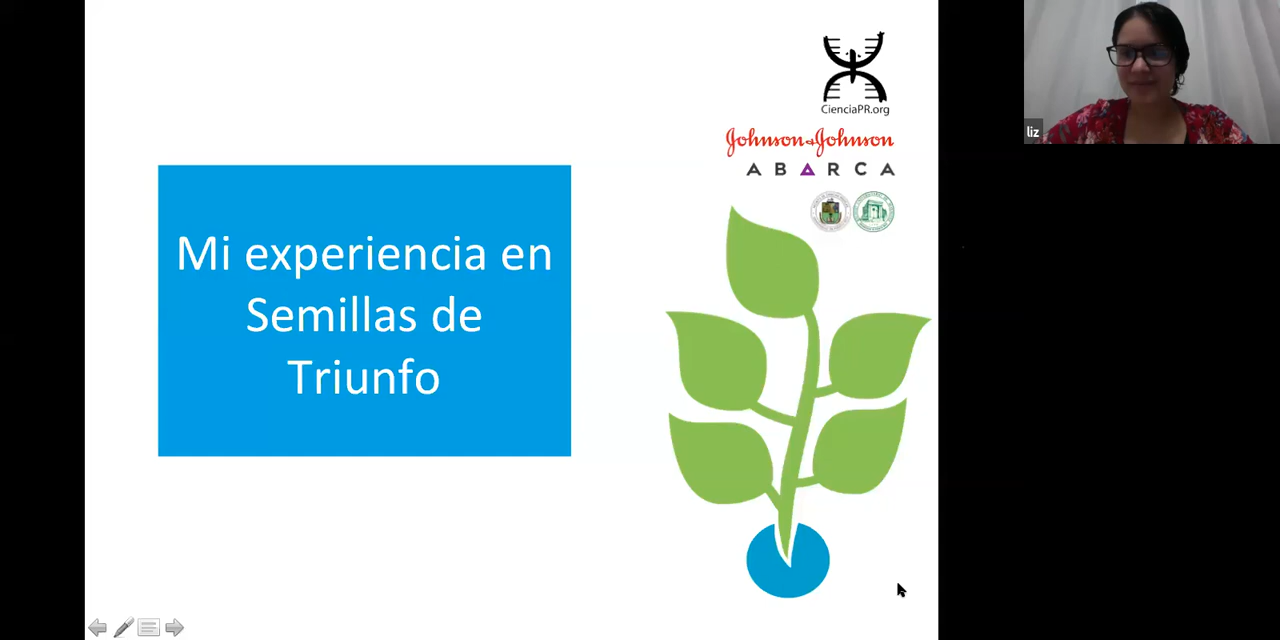 CienciaPR.org
Johnson & Johnson
ABARCA
liz
Mi experiencia en
Semillas de
Triunfo